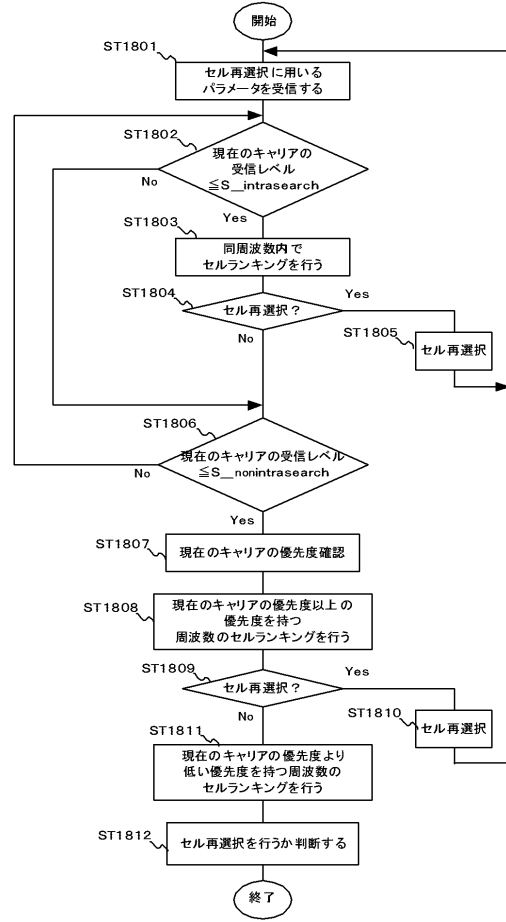 開始
ST1801
セル再選択に用いる
パラメータを受信する
ST1802
現在のキャリアの
受信レベル
≦S__intrasearch
No
Yes
ST1803
同周波数内で
セルランキングを行う
ST1804
セル再選択？
Yes
No
ST1805
セル再選択
ST1806
現在のキャリアの受信レベル
≦S__nonintrasearch
No
Yes
ST1807
現在のキャリアの優先度確認
ST1808
現在のキャリアの優先度以上の
優先度を持つ
周波数のセルランキングを行う
ST1809
セル再選択？
Yes
No
ST1810
セル再選択
ST1811
現在のキャリアの優先度より
低い優先度を持つ周波数の
セルランキングを行う
ST1812
セル再選択を行うか判断する
終了